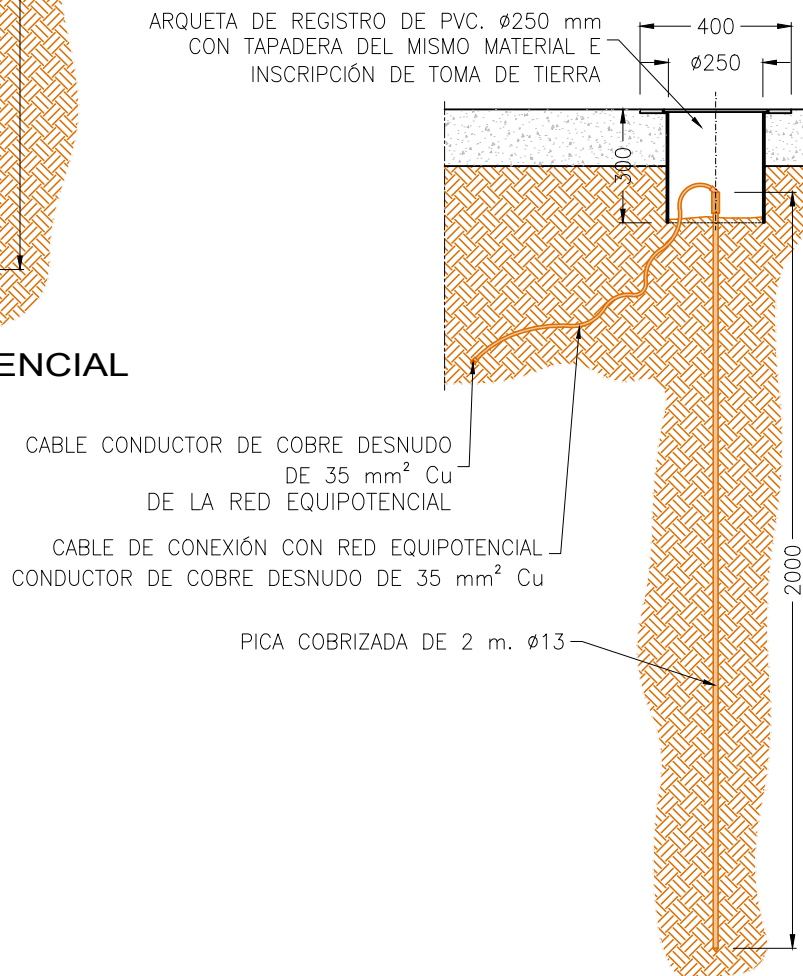 ARQUETA DE REGISTRO DE PVC. Ø250 mm
CON TAPADERA DEL MISMO MATERIAL E
INSCRIPCIÓN DE TOMA DE TIERRA
400
Ø250
300
ENCIAL
CABLE CONDUCTOR DE COBRE DESNUDO
DE 35 mm² Cu
DE LA RED EQUIPOTENCIAL
CABLE DE CONEXIÓN CON RED EQUIPOTENCIAL
CONDUCTOR DE COBRE DESNUDO DE 35 mm² Cu
2000
PICA COBRIZADA DE 2 m. Ø13